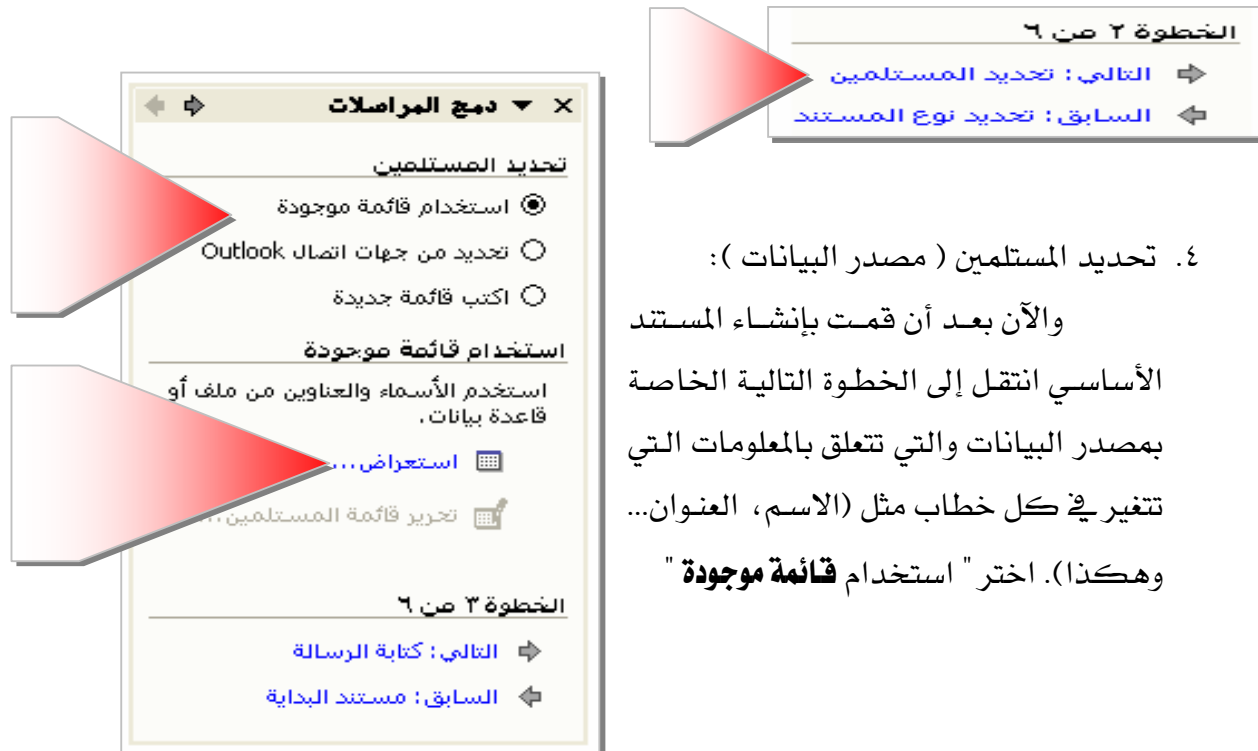 الخطوة ٢ من ٦
التالي: تحديد المستلمين
السابق: تحديد نوع المستند
٤. تحديد المستلمين ( مصدر البيانات ):
والآن بعد أن قمت بإنشاء المستند
الأساسي انتقل إلى الخطوة التالية الخاصة
بمصدر البيانات والتي تتعلق بالمعلومات التي
تتغير في كل خطاب مثل (الاسم، العنوان...
وهكذا). اختر " استخدام قائمة موجودة "
دمج المراصلات
تحديد المستلمين
استخدام قائمة موجودة
تحديد من جهات اتصال Outlook
اكتب قائمة جديدة
استخدام قائمة موجودة
استخدم الأسماء والعناوين من ملف أو
قاعدة بيانات.
استعراض...
تحرير قائمة المستلمين...
الخطوة ٣ من ٦
التالي: كتابة الرسالة
السابق: مستند البداية